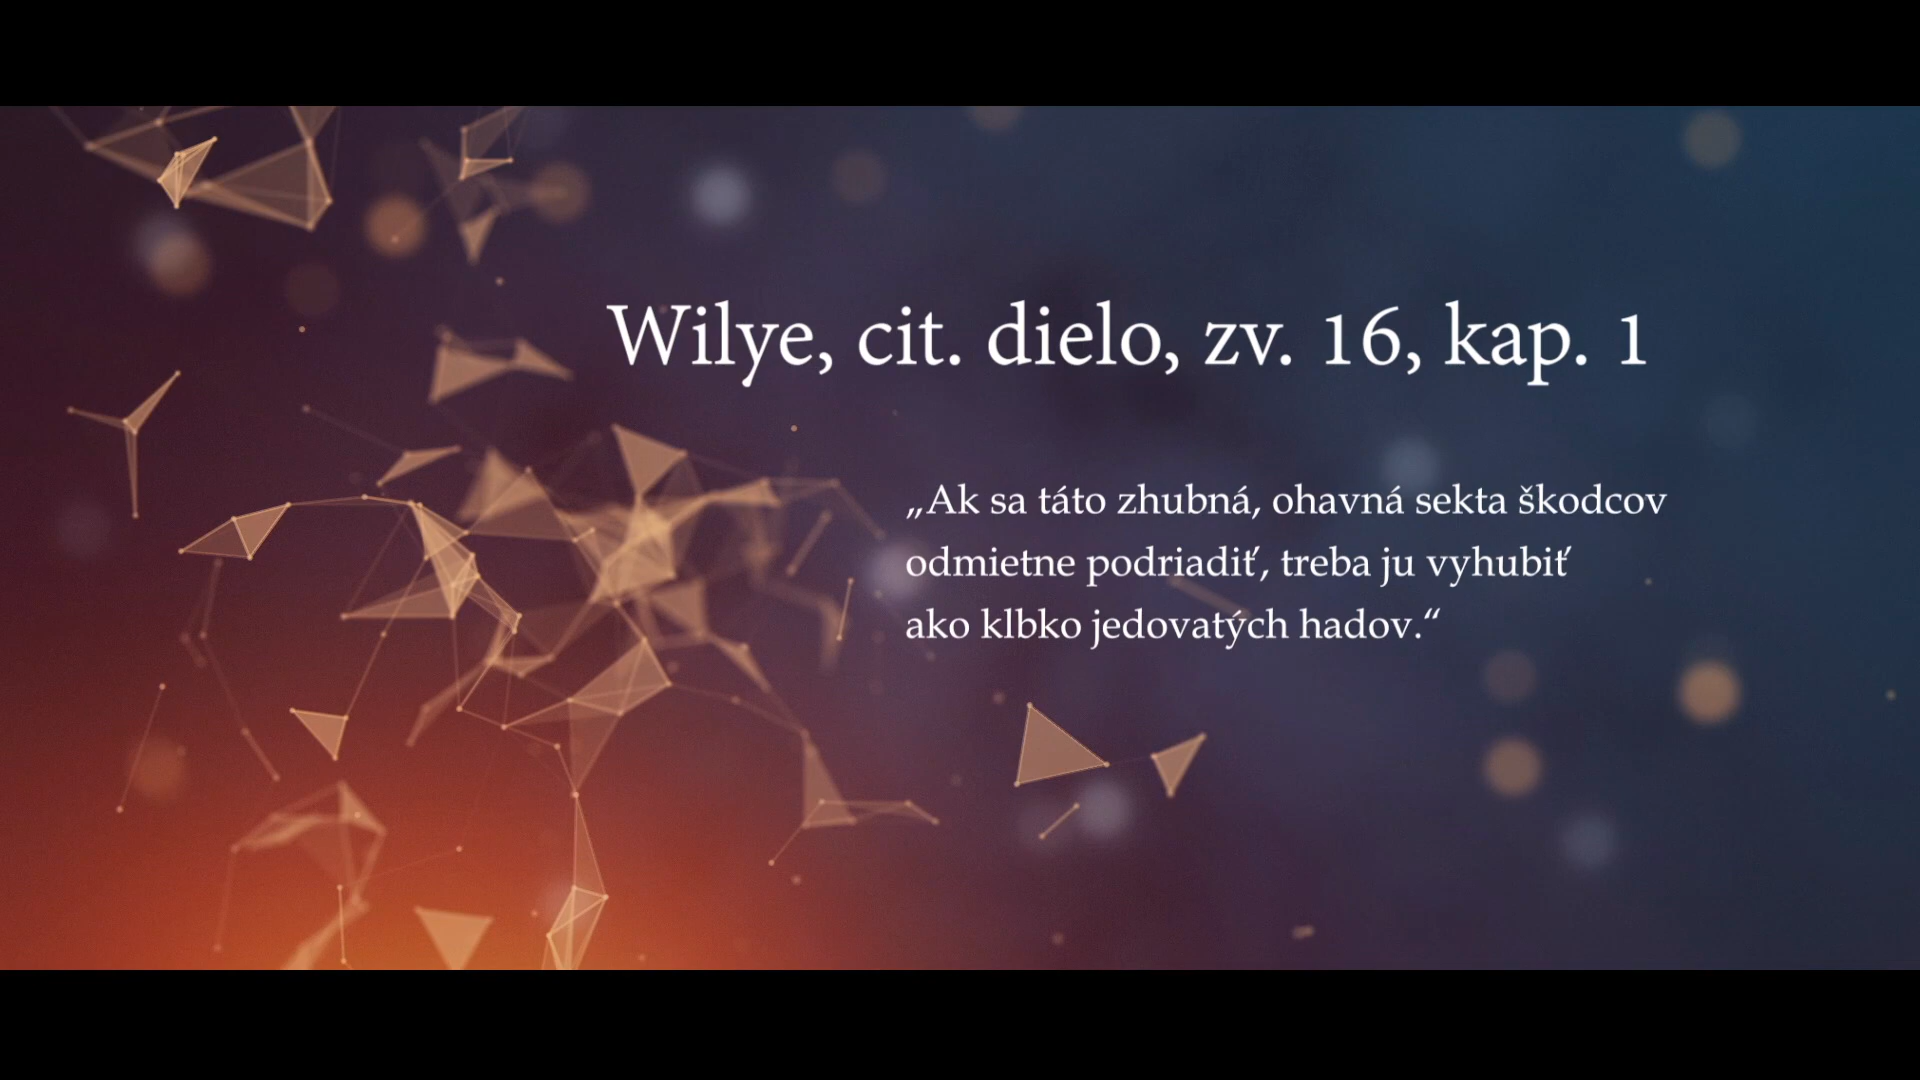 Wilye, cit. dielo, zv. 16, kap. 1
„Ak sa táto zhubná, ohavná sekta škodcov
odmietne podriadiť, treba ju vyhubiť
ako klbko jedovatých hadov.“